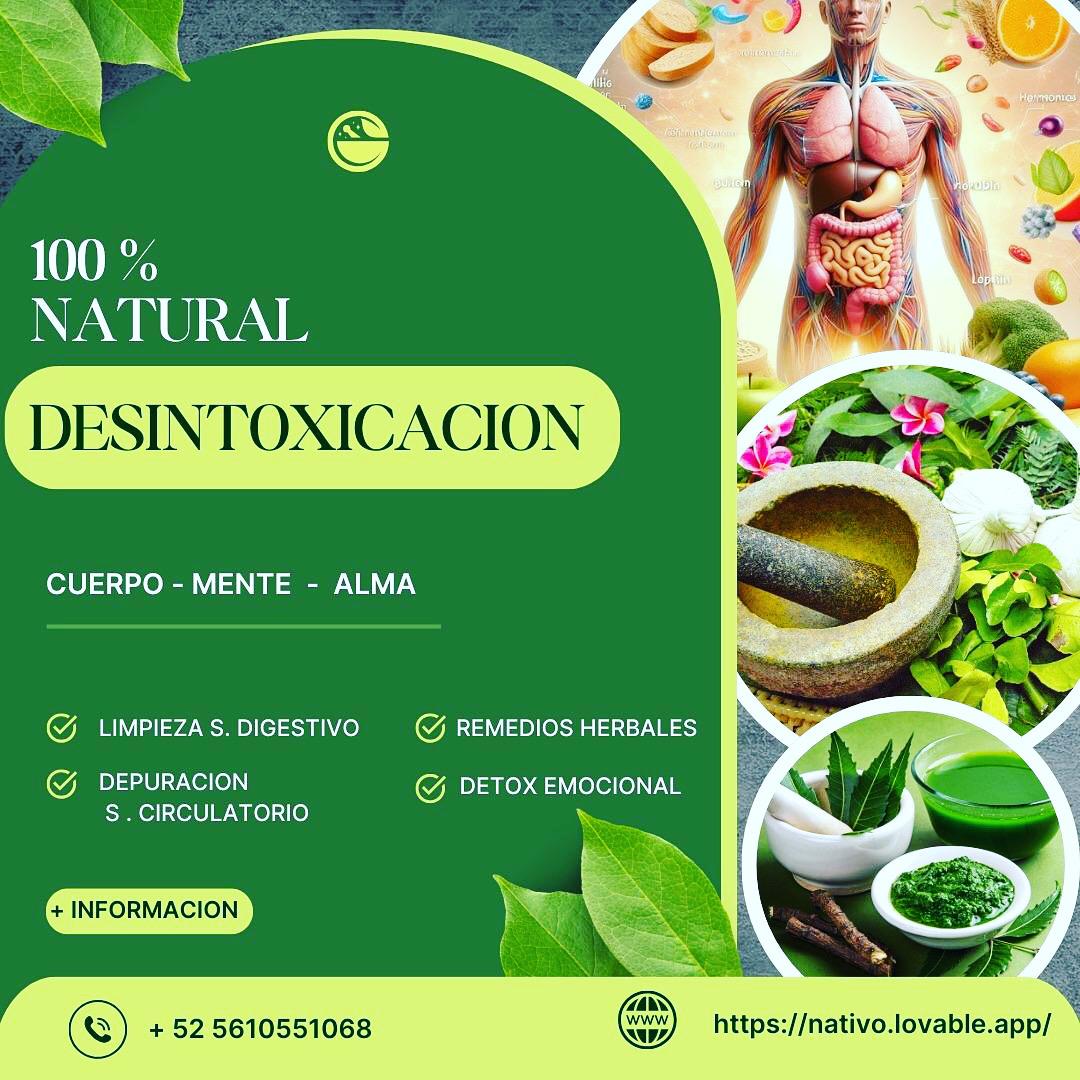 100 %
NATURAL
DESINTOXICACION
CUERPO - MENTE - ALMA
LIMPIEZA S. DIGESTIVO
DEPURACION
S . CIRCULATORIO
REMEDIOS HERBALES
DETOX EMOCIONAL
+ INFORMACION
+ 52 5610551068
WWW
https://nativo.lovable.app/
Hermonics